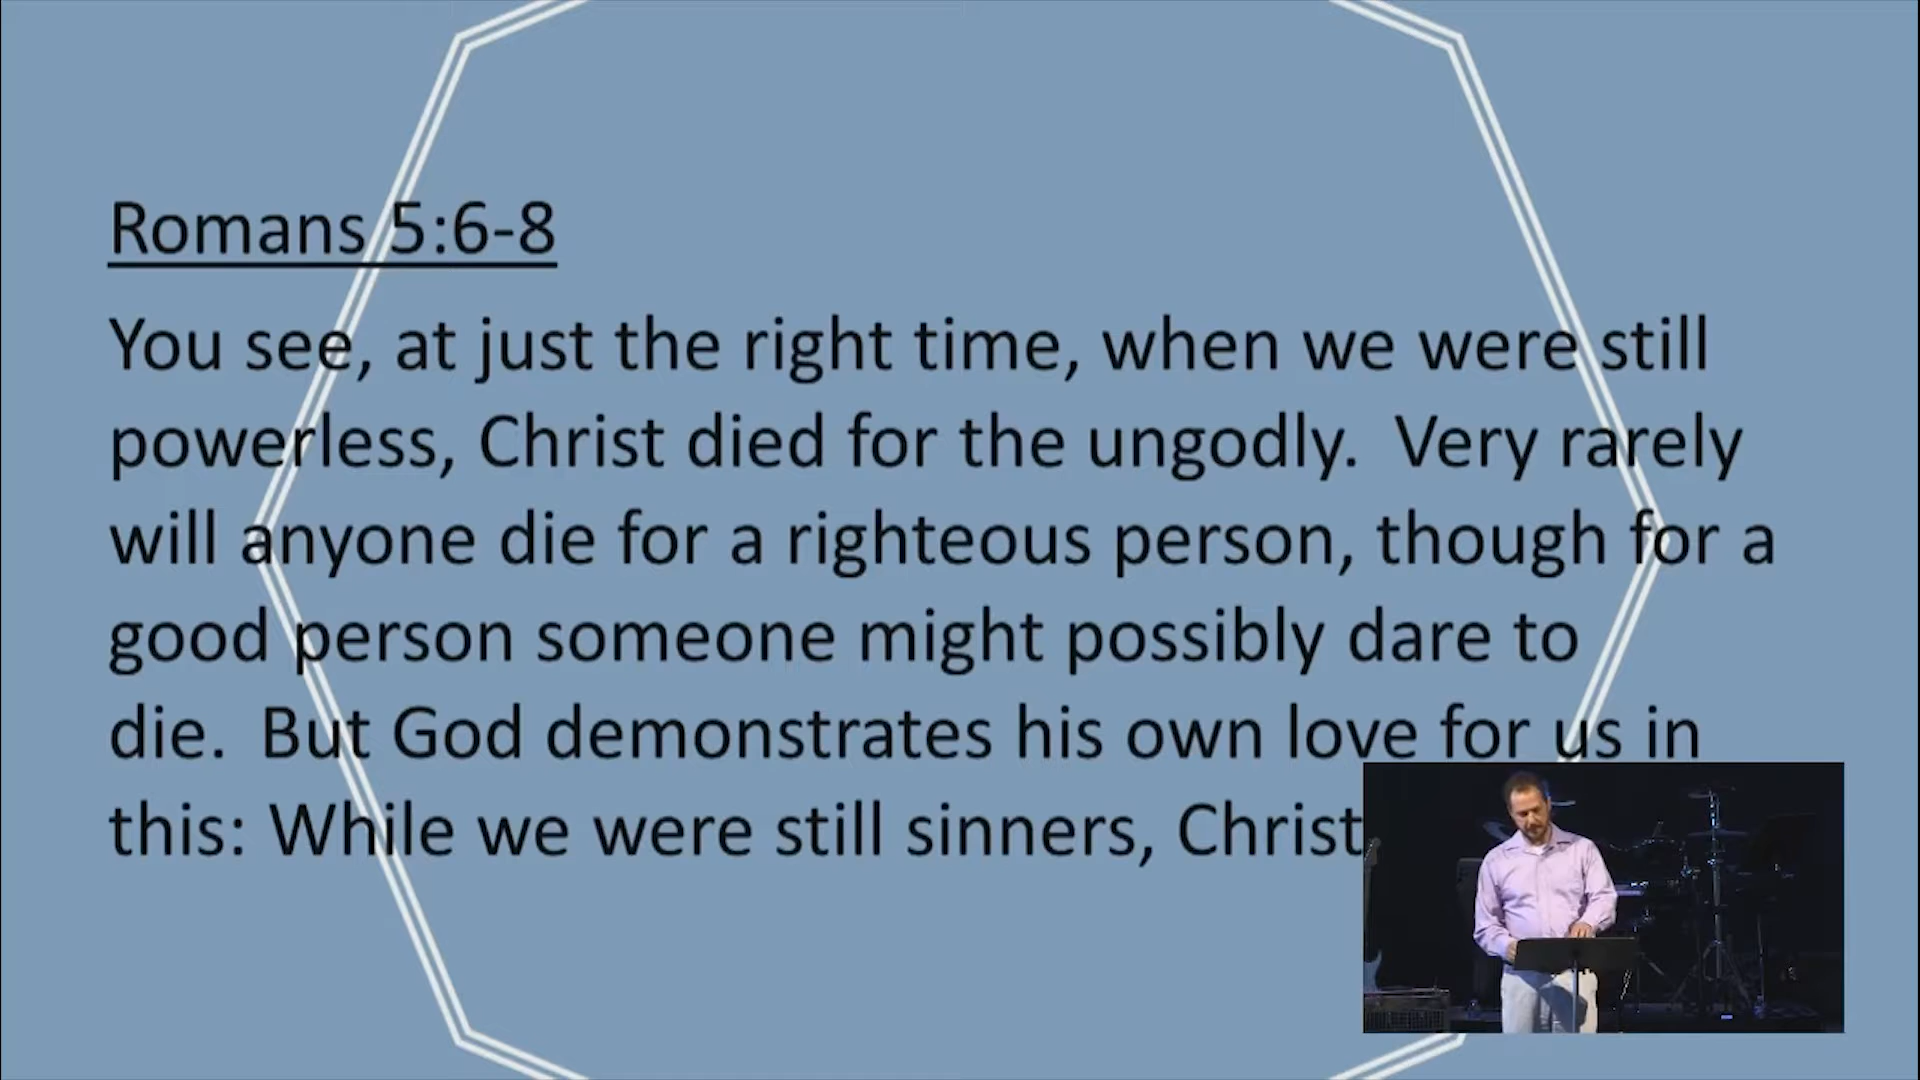 Romans 5:6-8
You see, at just the right time, when we were still
powerless, Christ died for the ungodly.  Very rarely
will anyone die for a righteous person, though for a
good person someone might possibly dare to
die.  But God demonstrates his own love for us in
this: While we were still sinners, Christ